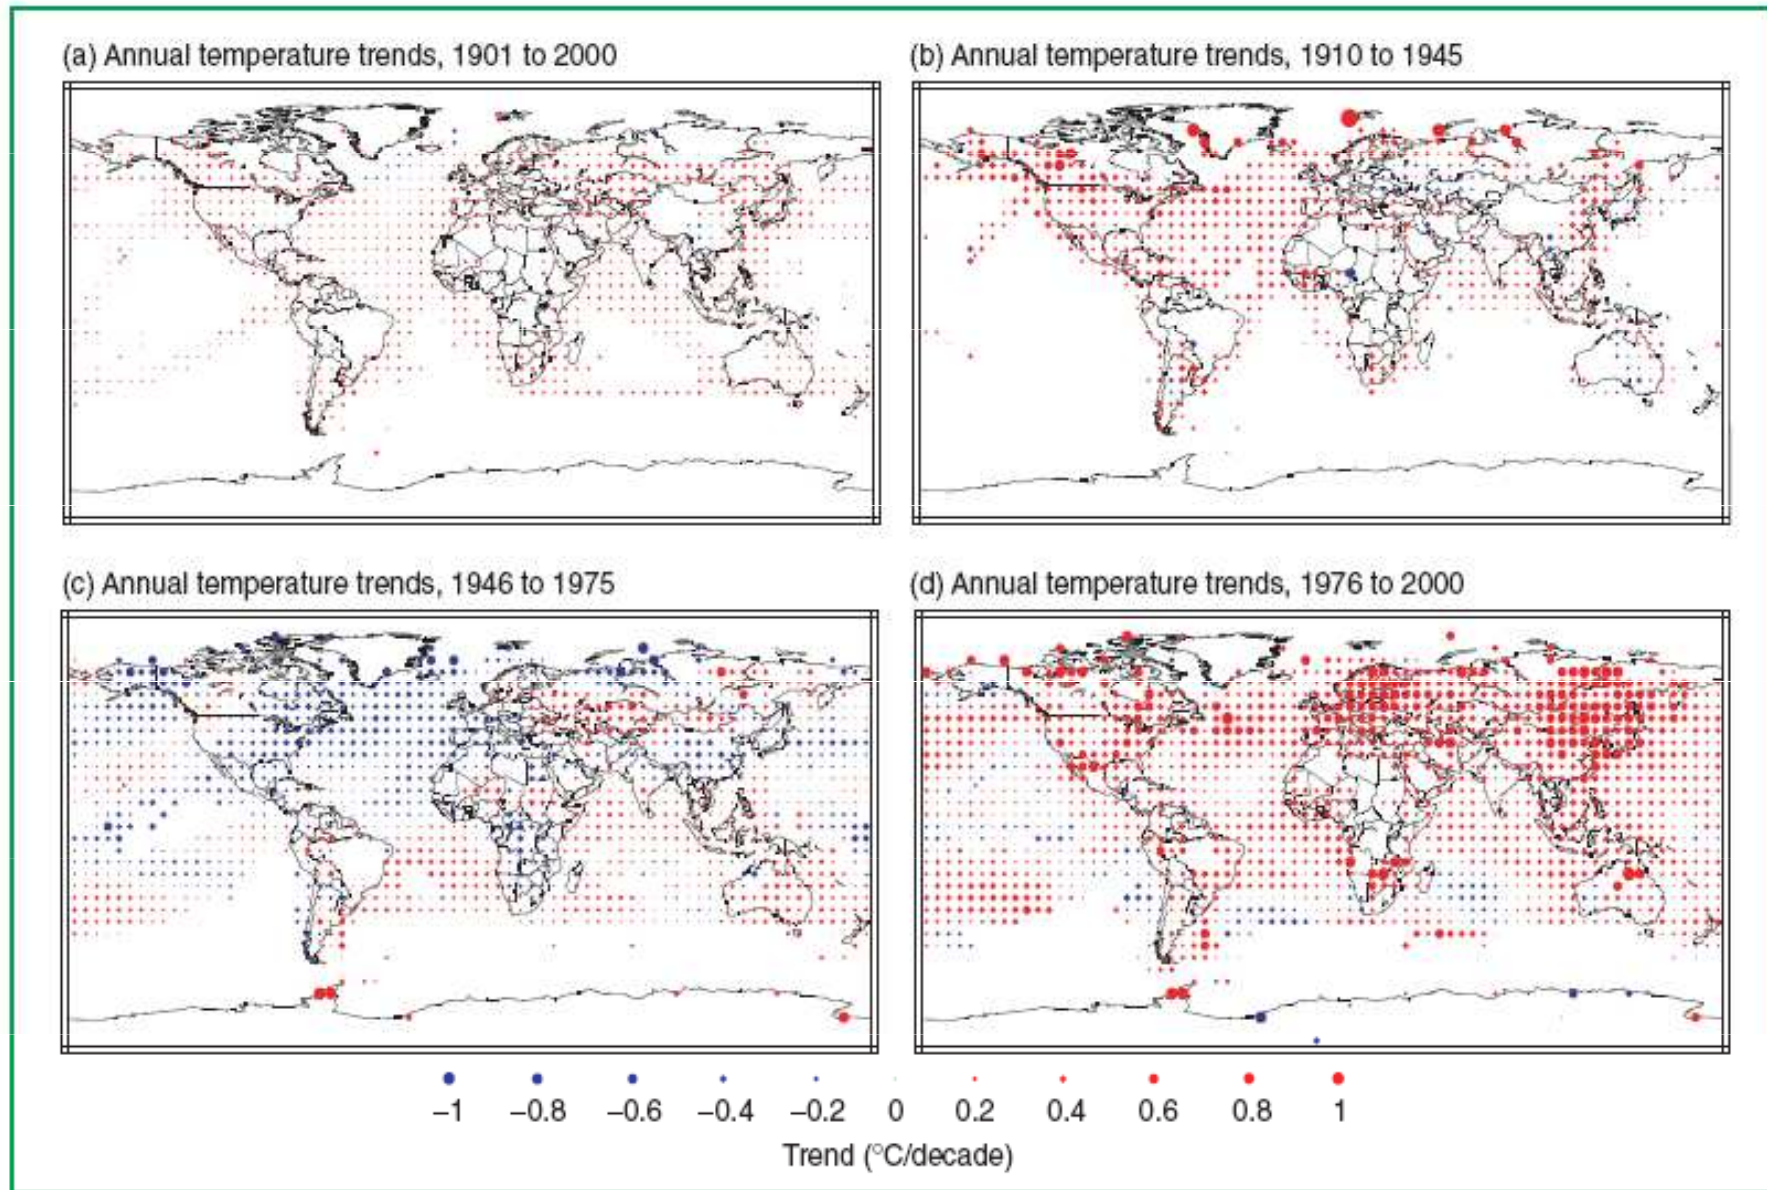 (a) Annual temperature trends, 1901 to 2000
(b) Annual temperature trends, 1910 to 1945
(c) Annual temperature trends, 1946 to 1975
(d) Annual temperature trends, 1976 to 2000
–1 –0.8 –0.6 –0.4 –0.2 0 0.2 0.4 0.6 0.8 1
Trend (°C/decade)